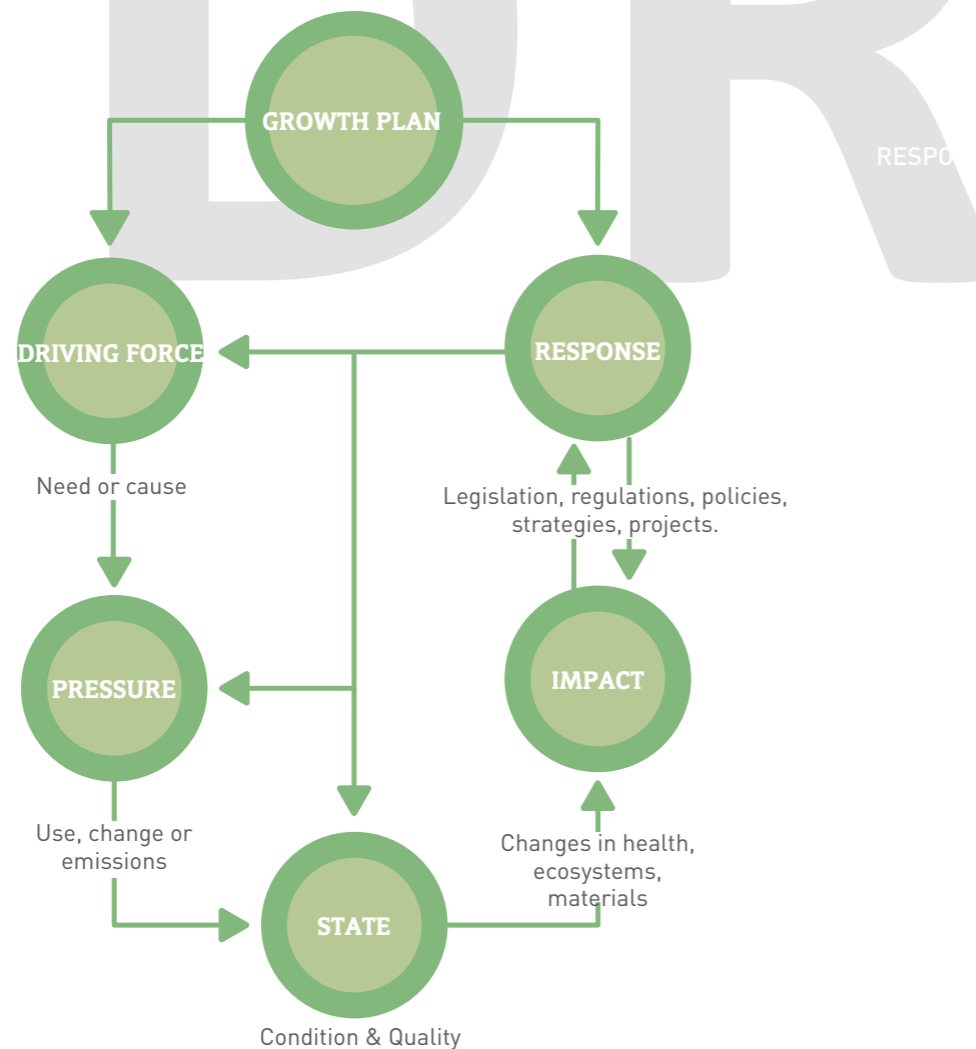 DR
GROWTH PLAN
RESPO
DRIVING FORCE
RESPONSE
Need or cause
Legislation, regulations, policies,
strategies, projects.
PRESSURE
IMPACT
Use, change or
emissions
Changes in health,
ecosystems,
materials
STATE
Condition & Quality